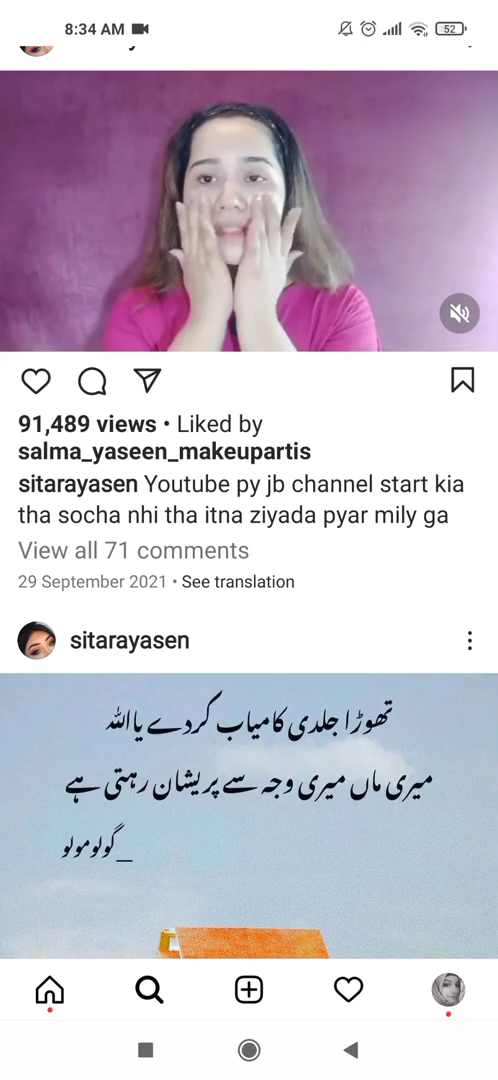 8:34 AM
52
91,489 views • Liked by
salma_yaseen_makeupartis
sitarayasen Youtube py jb channel start kia
tha socha nhi tha itna ziyada pyar mily ga
View all 71 comments
29 September 2021 • See translation
sitarayasen
تھوڑا جلدی کامیاب کردے یااللہ
میری ماں میری وجہ سے پریشان رہتی ہے
_گولومولو